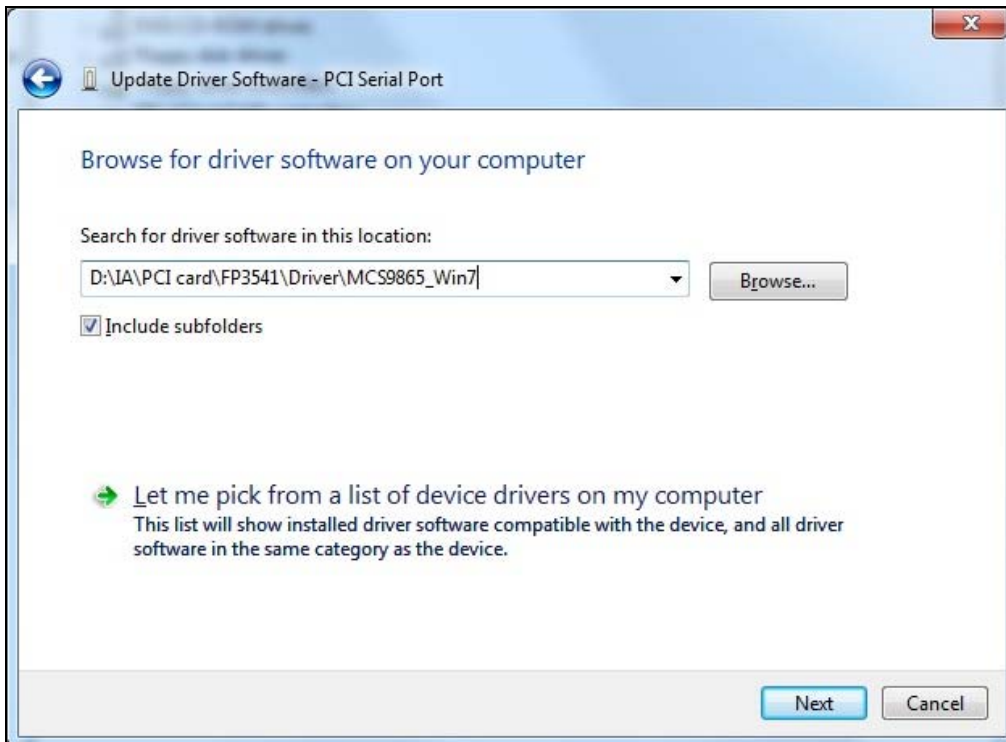 Update Driver Software - PCI Serial Port
Browse for driver software on your computer
Search for driver software in this location:
D:\IA\PCI card\FP3541\Driver\MCS9865_Win7
Browse...
Include subfolders
Let me pick from a list of device drivers on my computer
This list will show installed driver software compatible with the device, and all driver
software in the same category as the device.
Next
Cancel